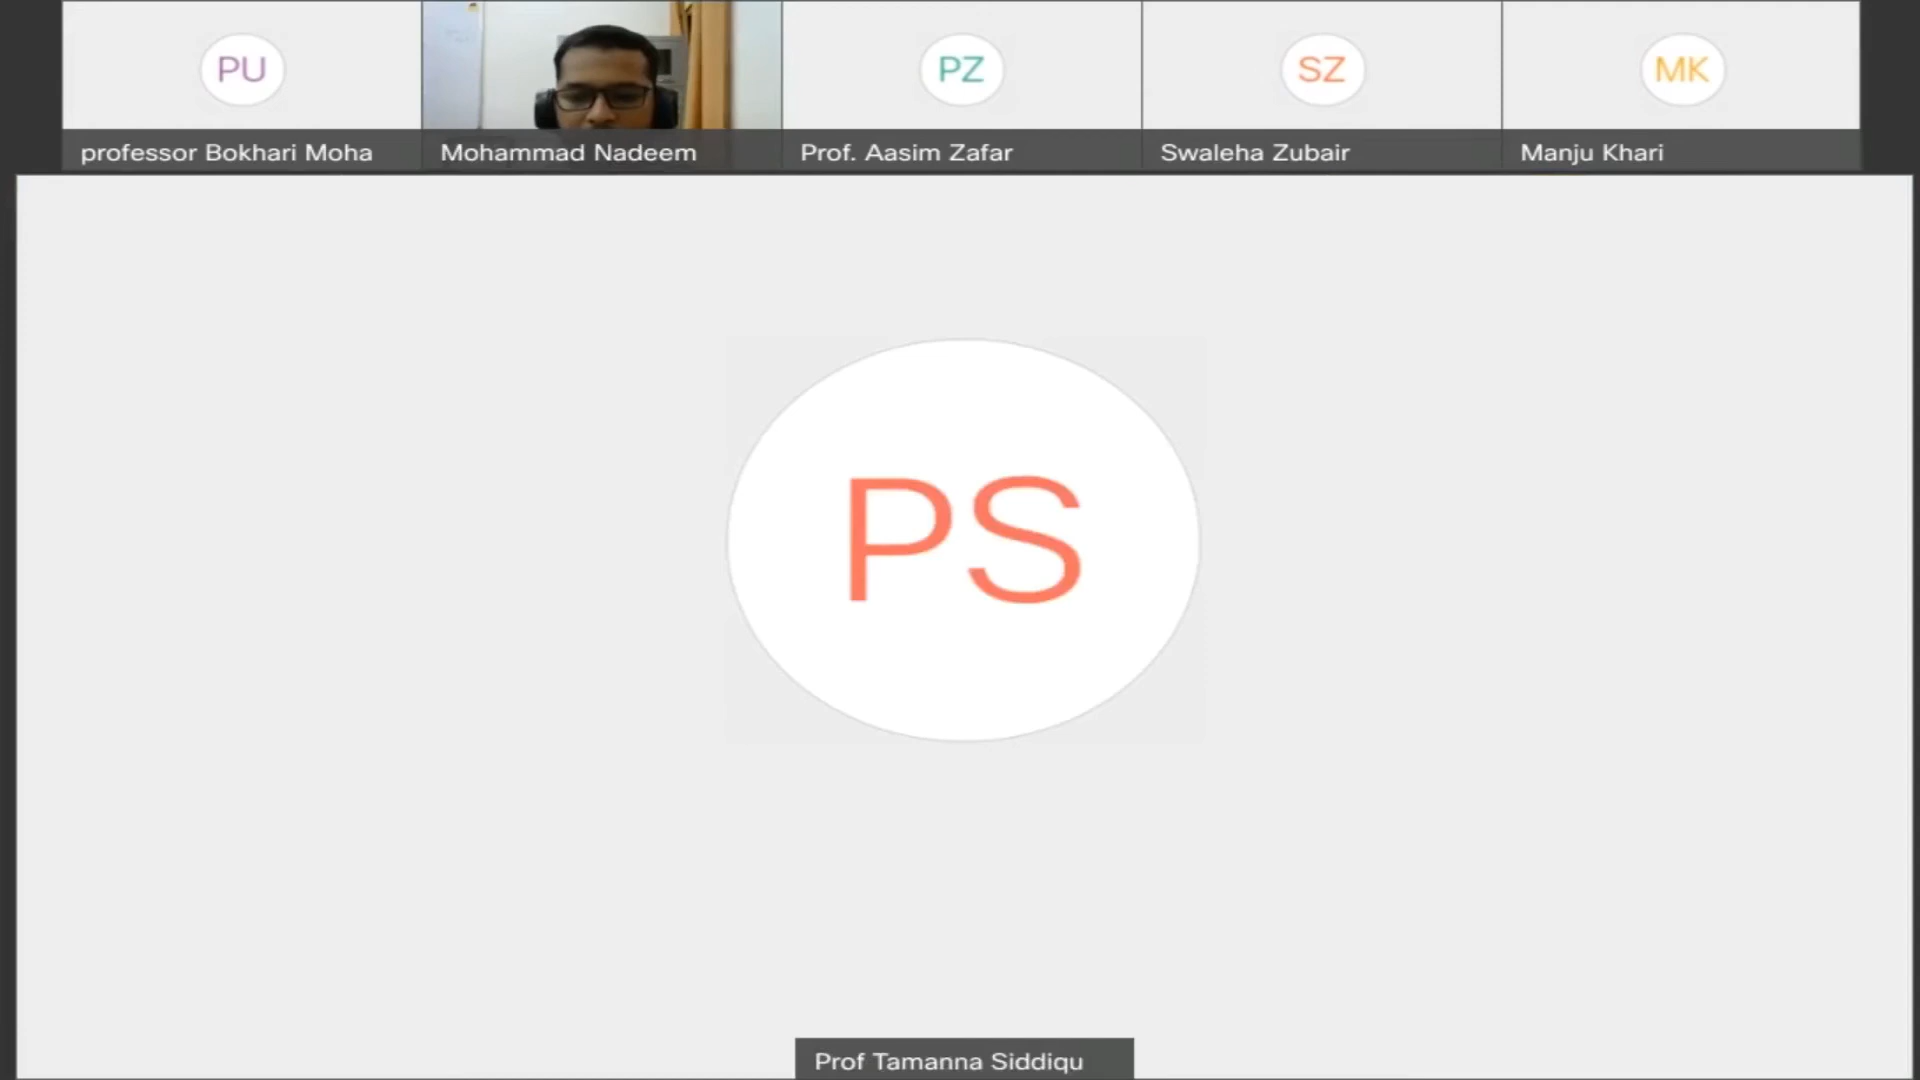 PU
PZ
SZ
MK
professor Bokhari Moha
Mohammad Nadeem
Prof. Aasim Zafar
Swaleha Zubair
Manju Khari
PS
Prof Tamanna Siddiqu